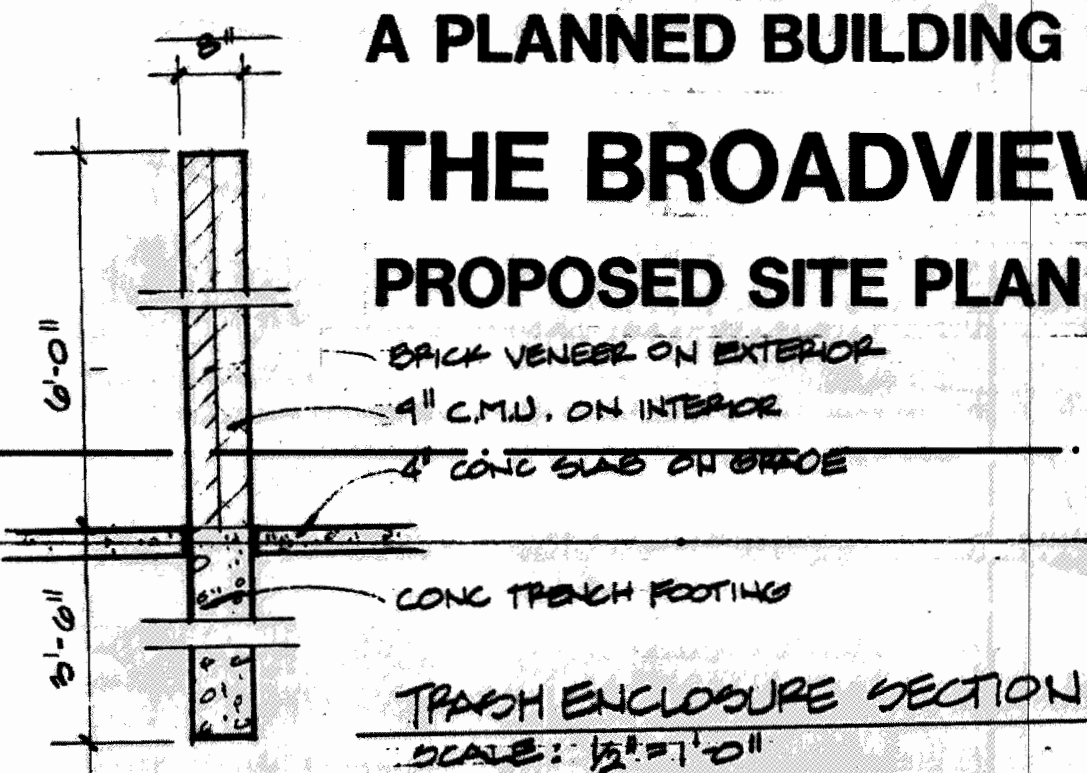 8"
A PLANNED BUILDING
THE BROADVIEW
PROPOSED SITE PLAN
6'-0"
BRICK VENEER ON EXTERIOR
4" C.M.U. ON INTERIOR
4" CONC SLAB ON GRADE
3'-6"
CONC TRENCH FOOTING
TRASH ENCLOSURE SECTION
SCALE: 1/2" = 1'-0"